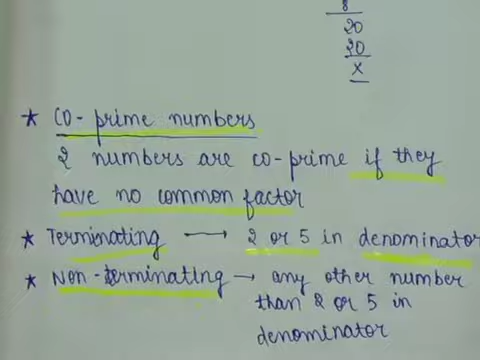 8
20
20
x
★ CO-prime numbers
2 numbers are co-prime if they
have no common factor
★ Terminating → 2 or 5 in denominator
★ Non-terminating → any other number
than 2 or 5 in
denominator